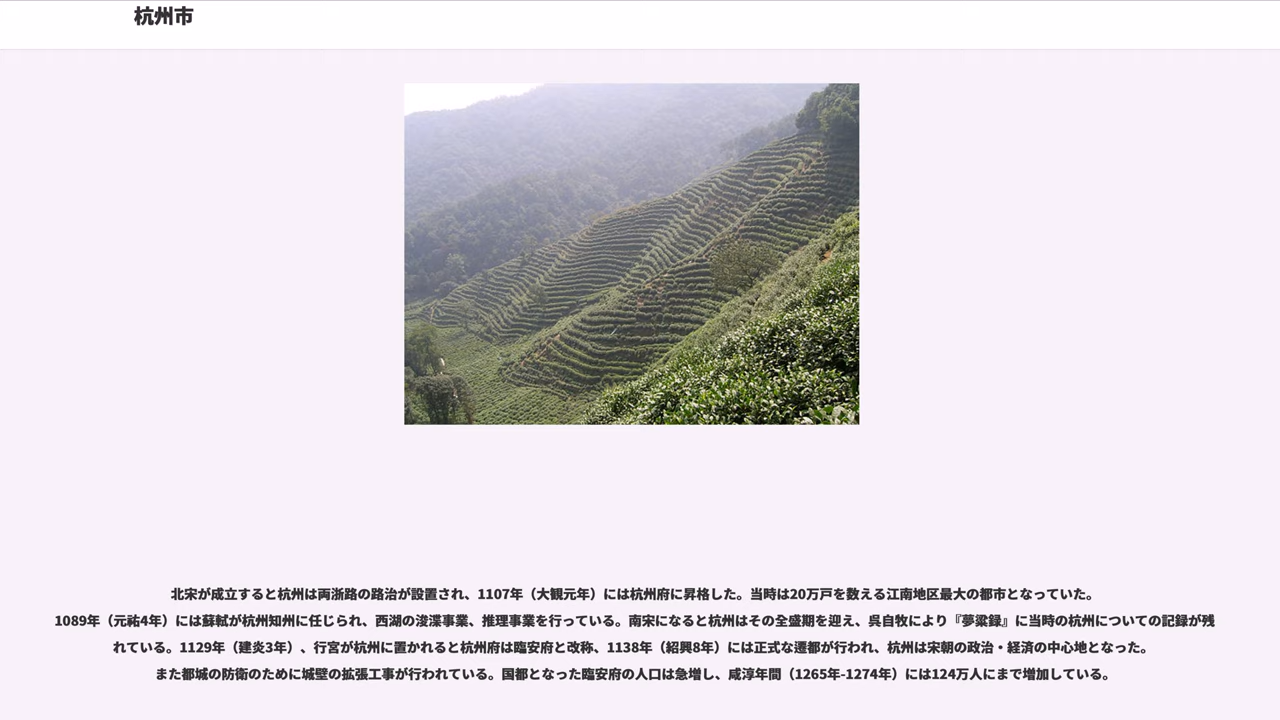 杭州市
北宋が成立すると杭州は両浙路の路治が設置され、1107年（大観元年）には杭州府に昇格した。当時は20万戸を数える江南地区最大の都市となっていた。
1089年（元祐4年）には蘇軾が杭州知州に任じられ、西湖の浚渫事業、推理事業を行っている。南宋になると杭州はその全盛期を迎え、呉自牧により『夢粱録』に当時の杭州についての記録が残
れている。1129年（建炎3年）、行宮が杭州に置かれると杭州府は臨安府と改称、1138年（紹興8年）には正式な遷都が行われ、杭州は宋朝の政治・経済の中心地となった。
また都城の防衛のために城壁の拡張工事が行われている。国都となった臨安府の人口は急増し、咸淳年間（1265年-1274年）には124万人にまで増加している。